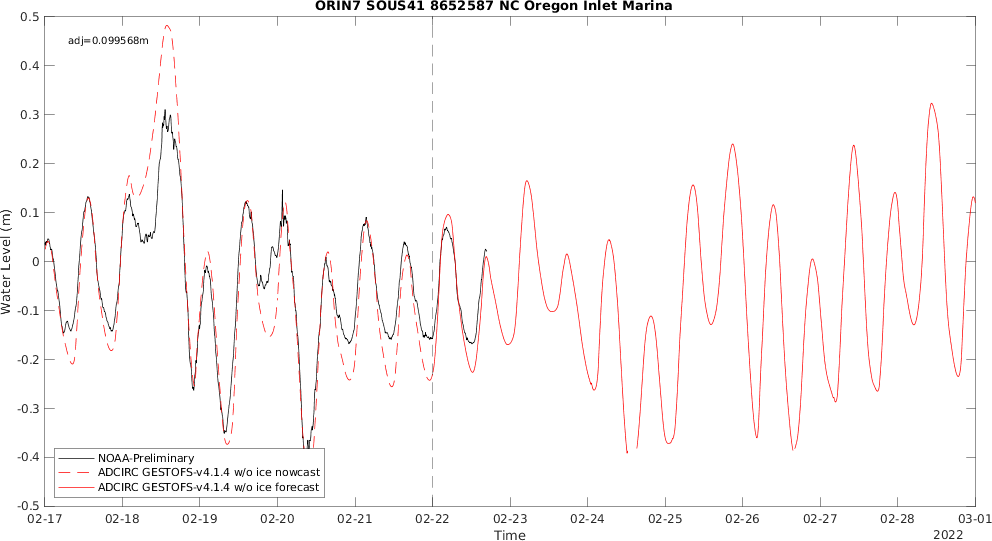 ORIN7 SOUS41 8652587 NC Oregon Inlet Marina
adj=0.099568m
0.5
0.4
0.3
0.2
0.1
0
-0.1
-0.2
-0.3
-0.4
-0.5
Water Level (m)
NOAA-Preliminary
ADCIRC GESTOFS-v4.1.4 w/o ice nowcast
ADCIRC GESTOFS-v4.1.4 w/o ice forecast
02-17 02-18 02-19 02-20 02-21 02-22 02-23 02-24 02-25 02-26 02-27 02-28 03-01
Time
2022